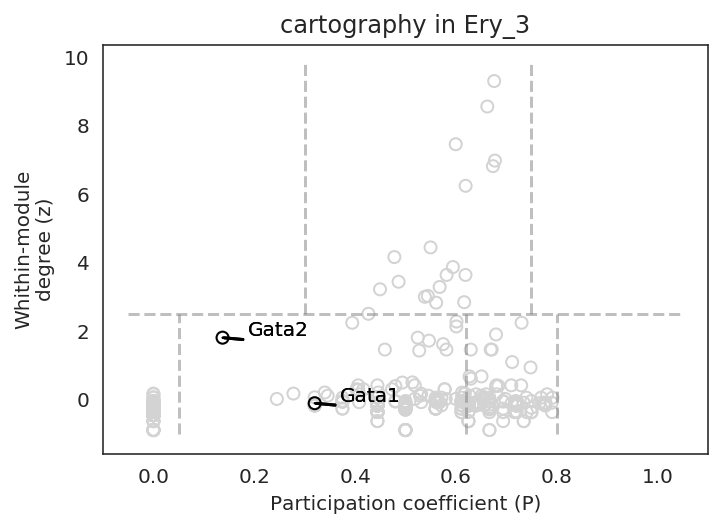 cartography in Ery_3
Whithin-module
degree (z)
10
8
6
4
2
0
Gata2
Gata1
0.0 0.2 0.4 0.6 0.8 1.0
Participation coefficient (P)